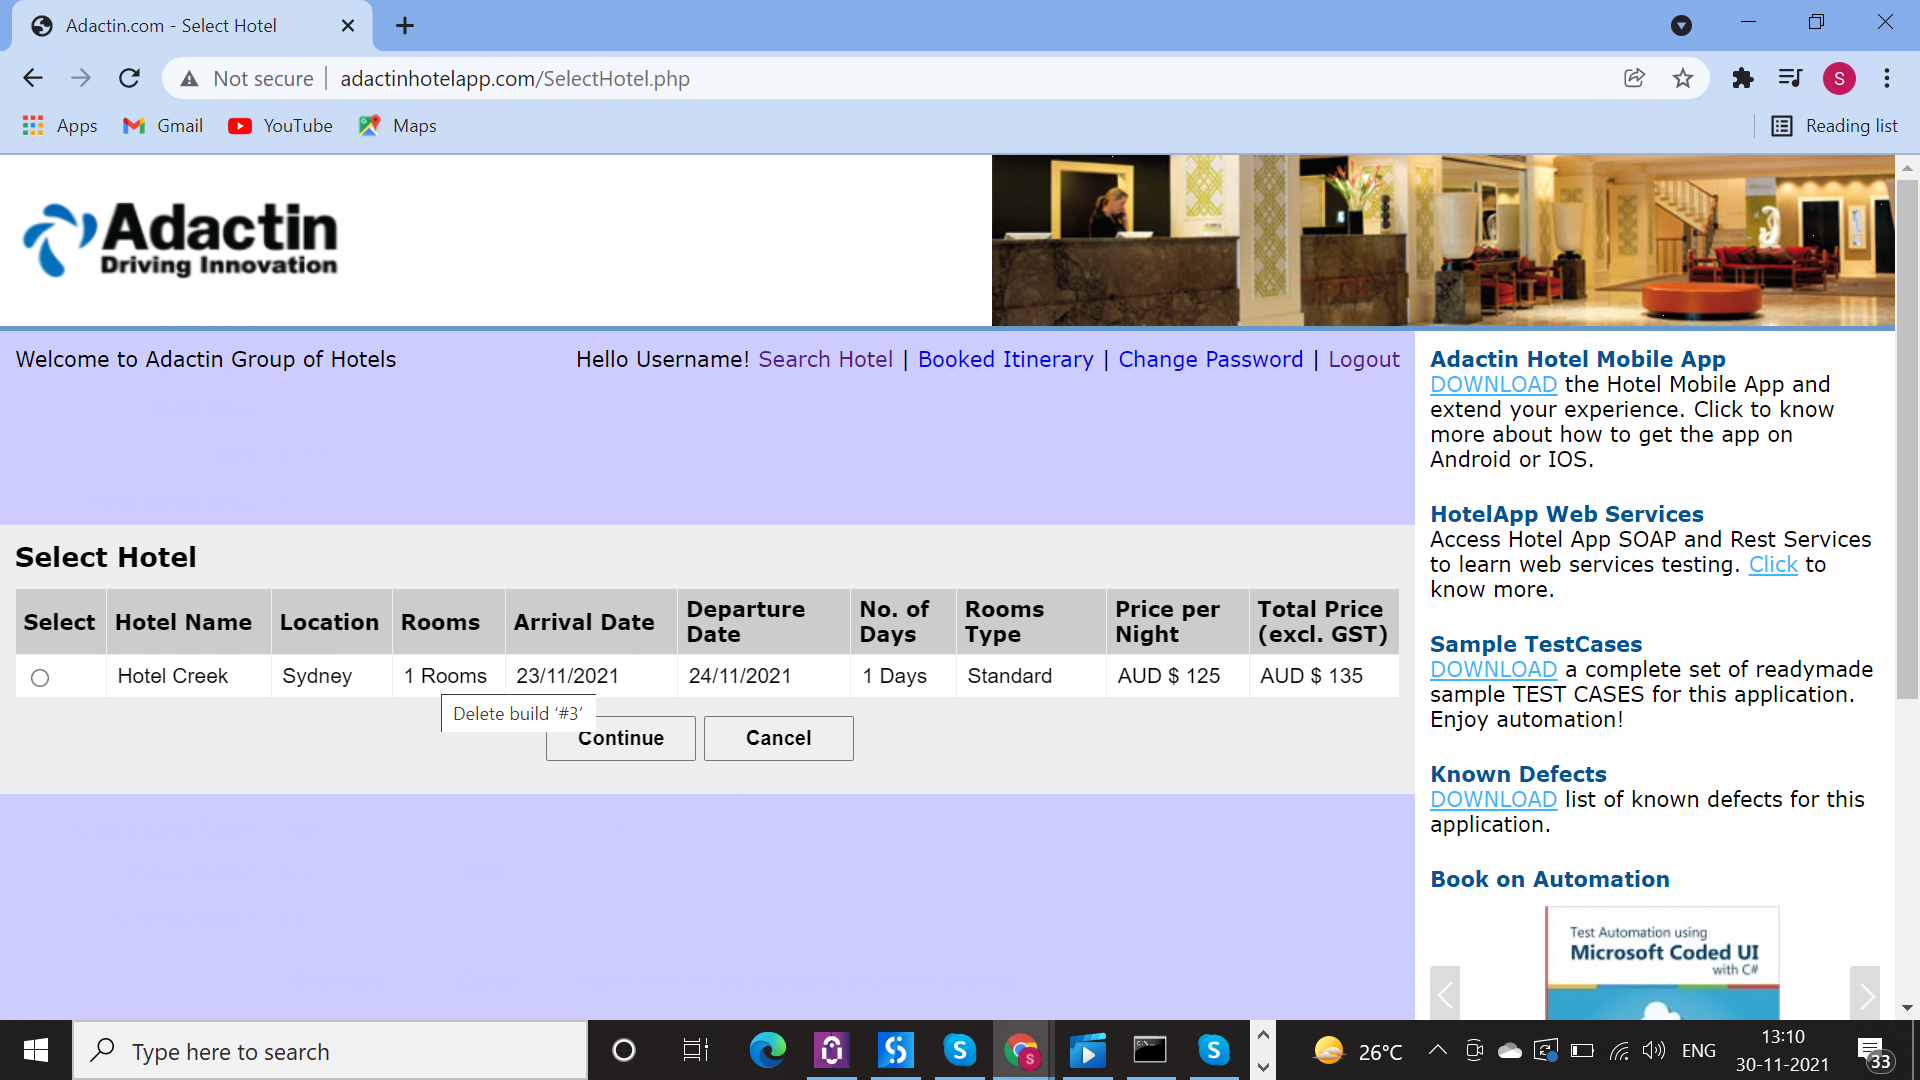 Adactin.com - Select Hotel
Not secure
adactinhotelapp.com/SelectHotel.php
S
Apps
Gmail
YouTube
Maps
Reading list
Adactin
Driving Innovation
Welcome to Adactin Group of Hotels
Hello Username! Search Hotel | Booked Itinerary | Change Password | Logout
Select Hotel
Select Hotel Name Location Rooms Arrival Date Departure Date No. of Days Rooms Type Price per Night Total Price (excl. GST)
Hotel Creek Sydney 1 Rooms 23/11/2021 24/11/2021 1 Days Standard AUD $ 125 AUD $ 135
Delete build ‘#3’
Continue
Cancel
Adactin Hotel Mobile App
DOWNLOAD the Hotel Mobile App and
extend your experience. Click to know
more about how to get the app on
Android or IOS.
HotelApp Web Services
Access Hotel App SOAP and Rest Services
to learn web services testing. Click to
know more.
Sample TestCases
DOWNLOAD a complete set of readymade
sample TEST CASES for this application.
Enjoy automation!
Known Defects
DOWNLOAD list of known defects for this
application.
Book on Automation
Test Automation using
Microsoft Coded UI
with C#
Type here to search
26°C
ENG
13:10
30-11-2021
33